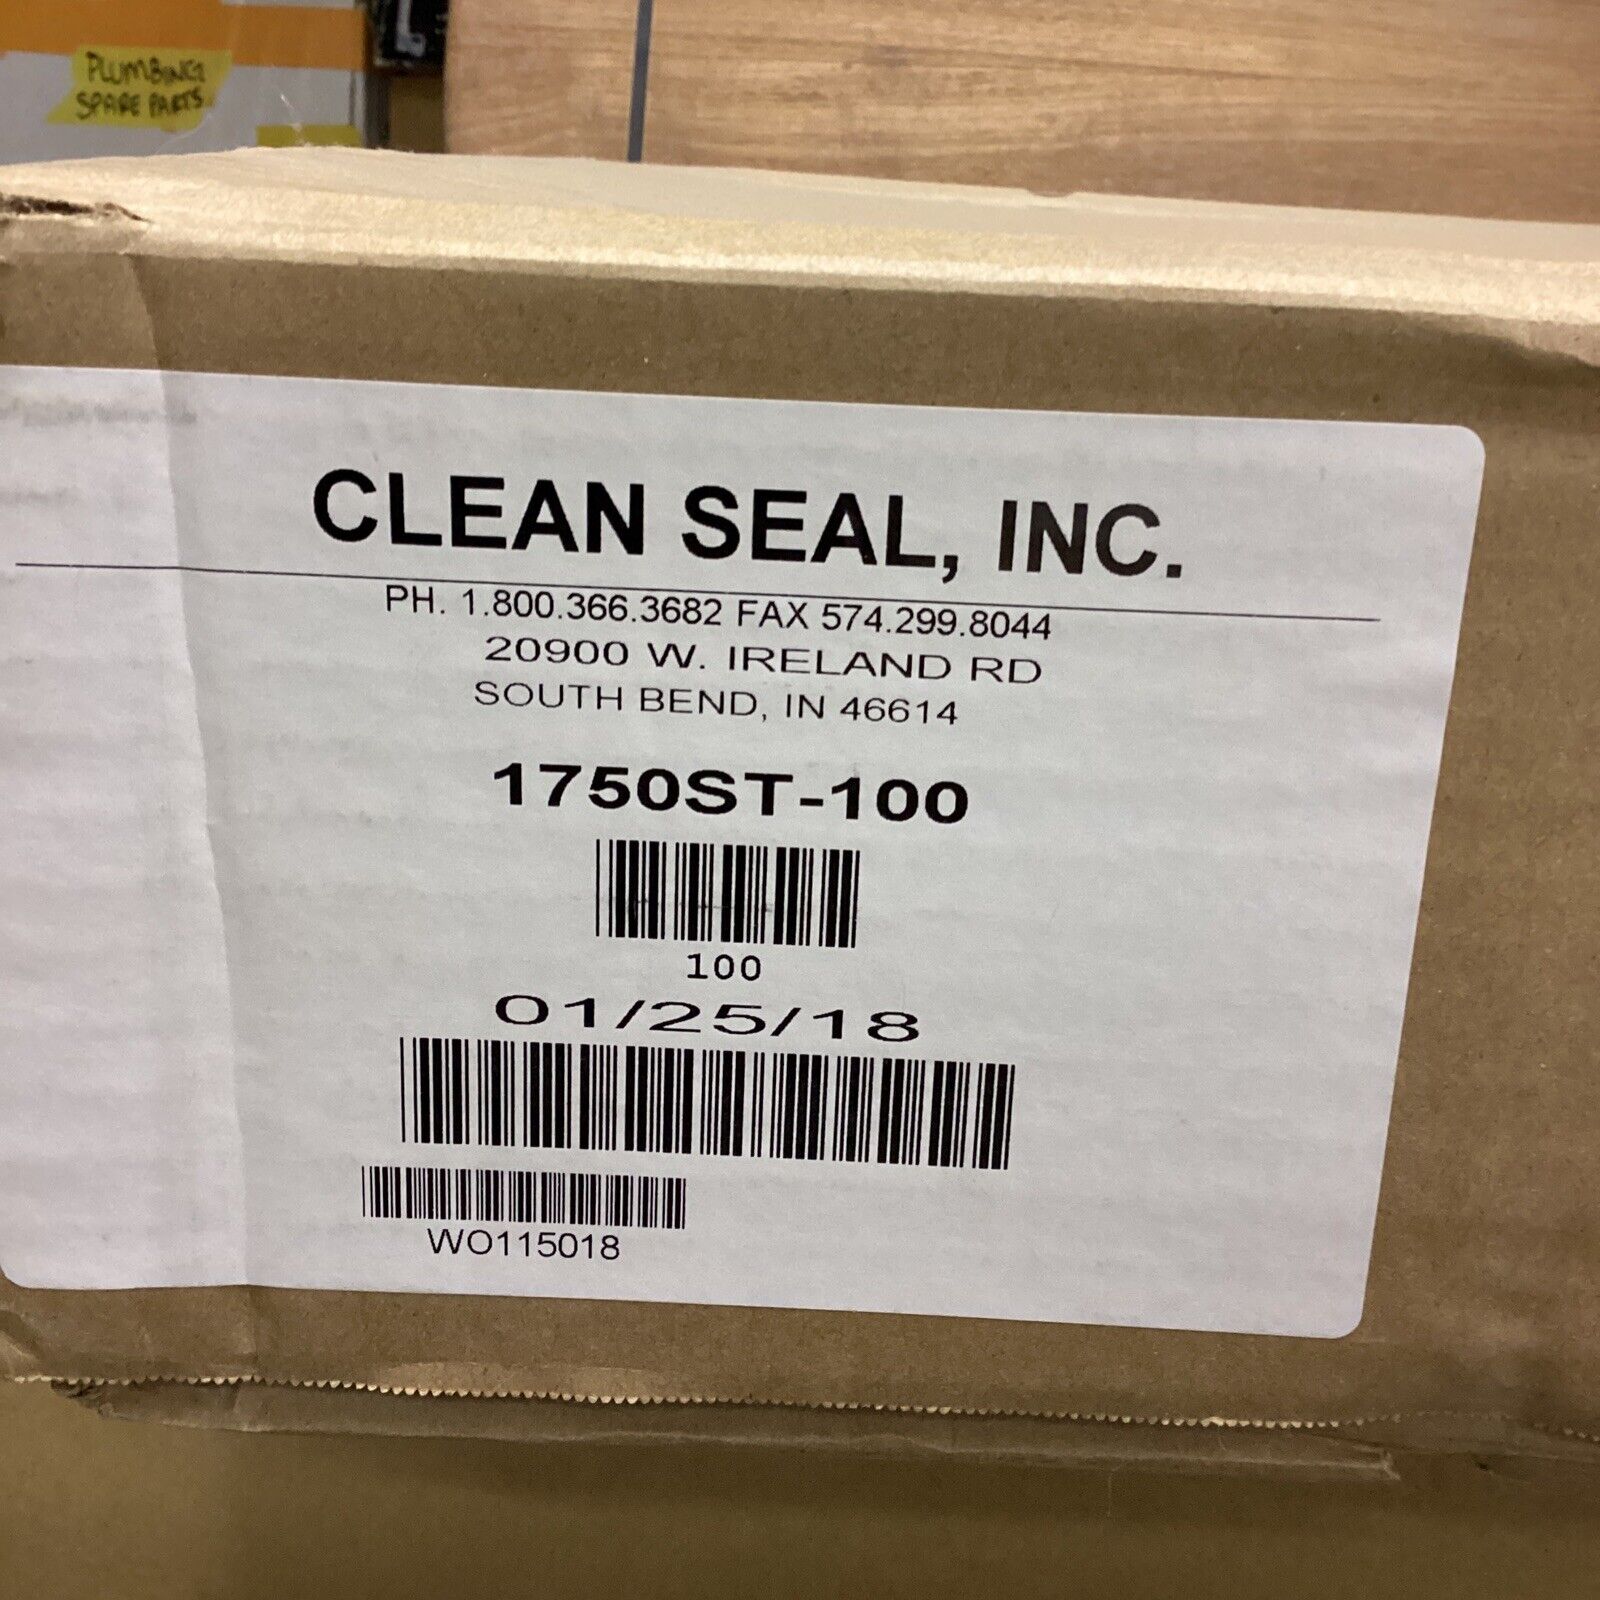 PLUMBING
SPARE PARTS
CLEAN SEAL, INC.
PH. 1.800.366.3682 FAX 574.299.8044
20900 W. IRELAND RD
SOUTH BEND, IN 46614
1750ST-100
100
01/25/18
WO115018